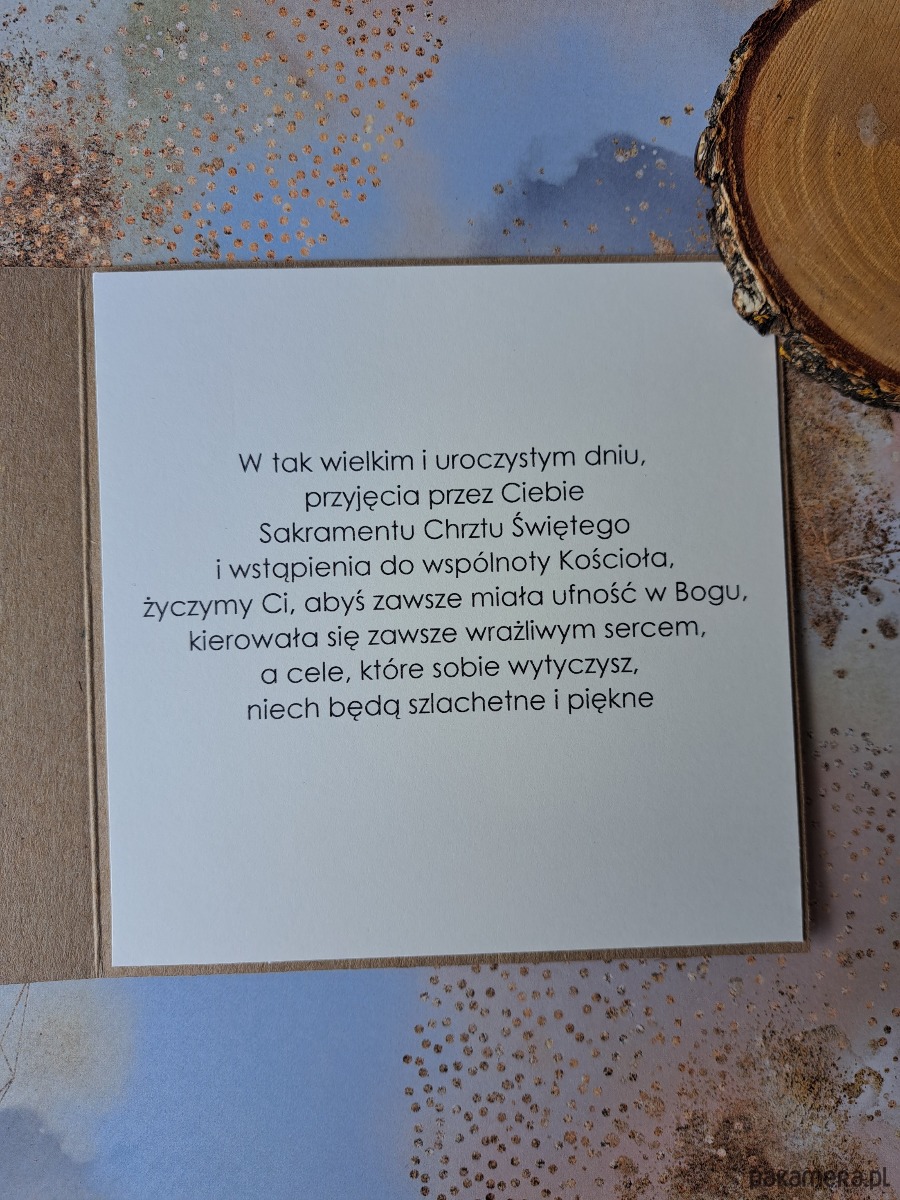 W tak wielkim i uroczystym dniu,
przyjęcia przez Ciebie
Sakramentu Chrztu Świętego
i wstąpienia do wspólnoty Kościoła,
życzymy Ci, abyś zawsze miała ufność w Bogu,
kierowała się zawsze wrażliwym sercem,
a cele, które sobie wytyczysz,
niech będą szlachetne i piękne
pakamera.pl